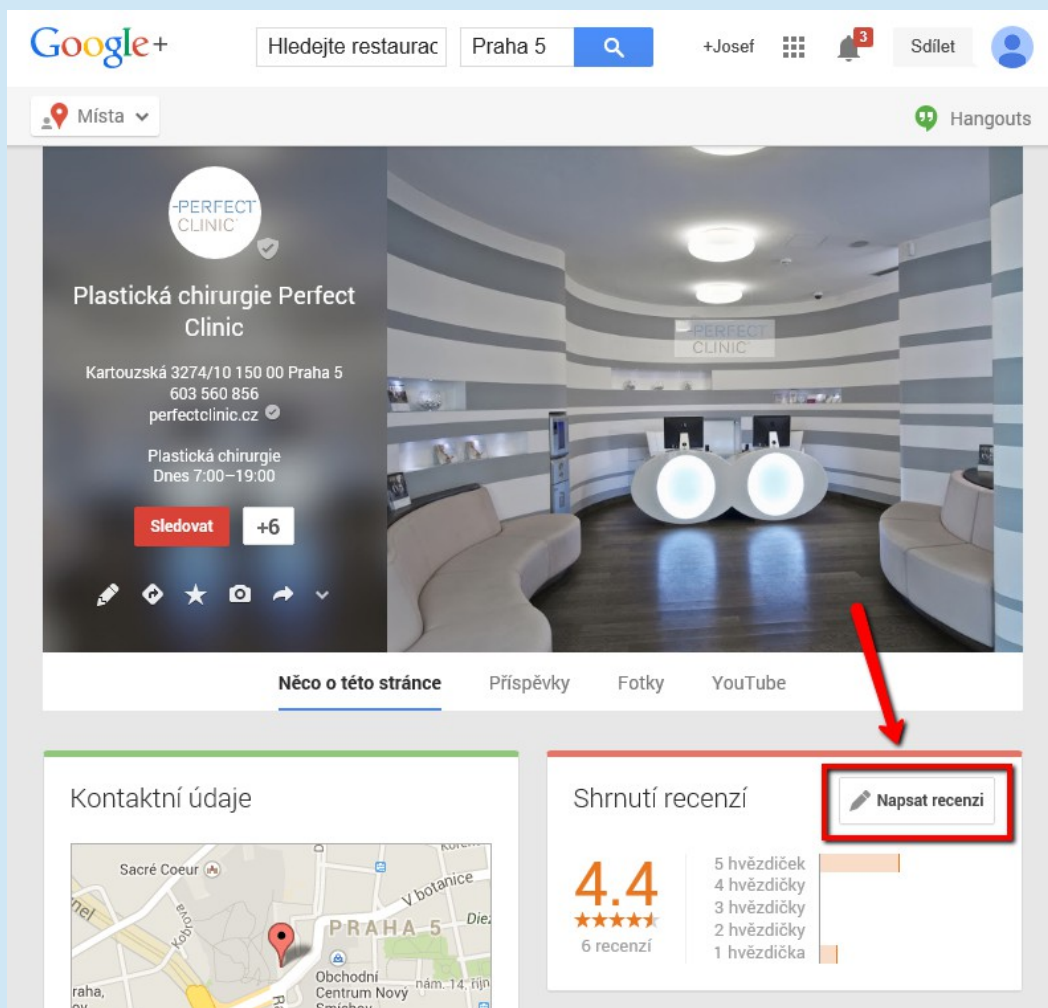 Google+
Hledejte restaurac
Praha 5
+Josef
3
Sdílet
Místa
Hangouts
-PERFECT
CLINIC
Plastická chirurgie Perfect
Clinic
Kartouzská 3274/10 150 00 Praha 5
603 560 856
perfectclinic.cz
Plastická chirurgie
Dnes 7:00–19:00
Sledovat
+6
-PERFECT
CLINIC
Něco o této stránce
Příspěvky
Fotky
YouTube
Kontaktní údaje
Sacré Coeur
Kobrova
V botanice
PRAHA 5
Obchodní
Centrum Nový
nám. 14. říjn
raha,
Shrnutí recenzí
Napsat recenzi
4.4
6 recenzí
5 hvězdiček
4 hvězdičky
3 hvězdičky
2 hvězdičky
1 hvězdička